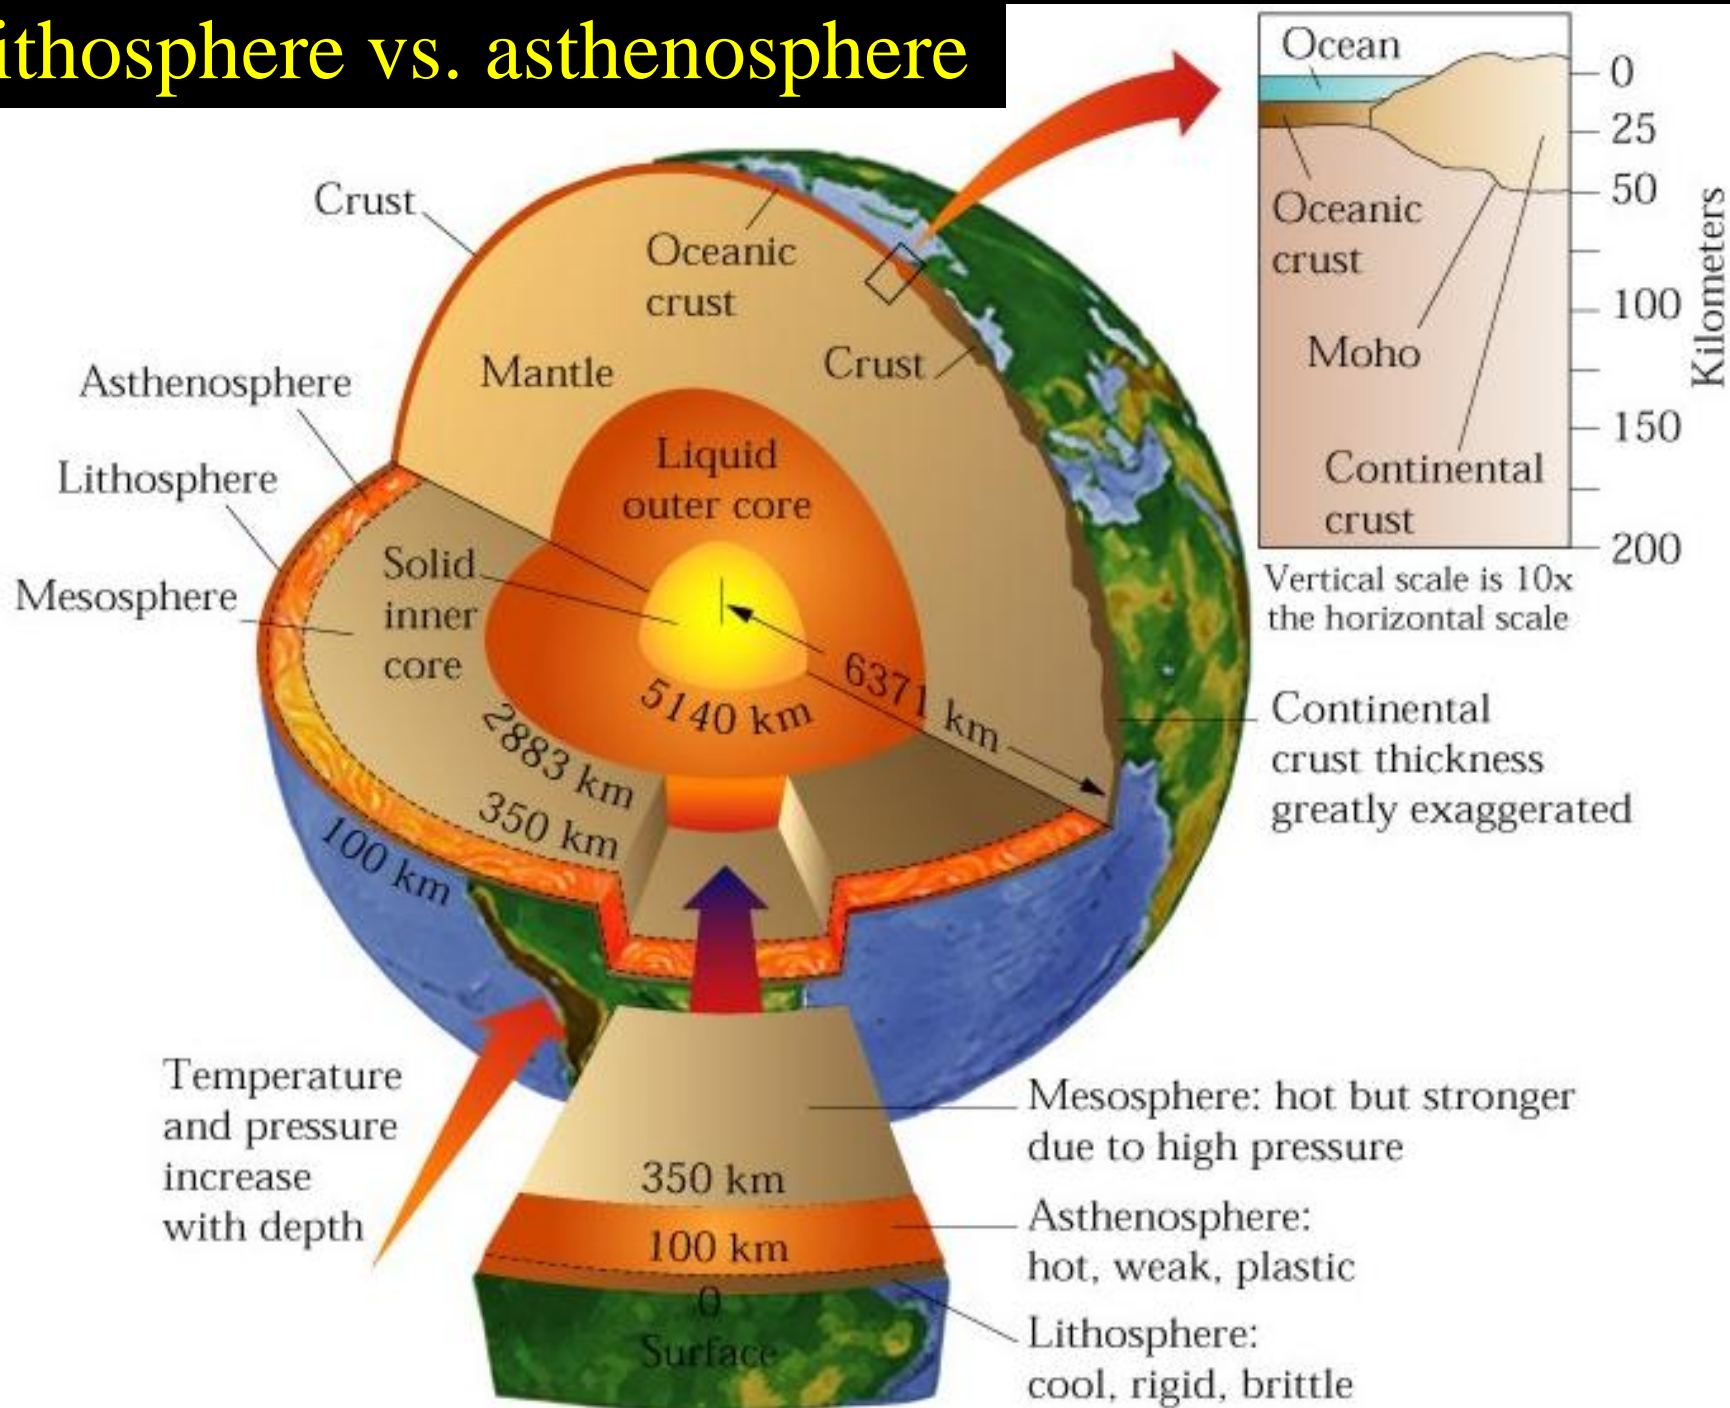 ithosphere vs. asthenosphere
Ocean
0
25
50
100
150
200
Kilometers
Oceanic
crust
Moho
Continental
crust
Vertical scale is 10x
the horizontal scale
Crust
Oceanic
crust
Mantle
Crust
Asthenosphere
Lithosphere
Mesosphere
Liquid
outer core
Solid
inner
core
5140 km
6371 km
2883 km
350 km
100 km
Continental
crust thickness
greatly exaggerated
Temperature
and pressure
increase
with depth
350 km
100 km
0
Surface
Mesosphere: hot but stronger
due to high pressure
Asthenosphere:
hot, weak, plastic
Lithosphere:
cool, rigid, brittle